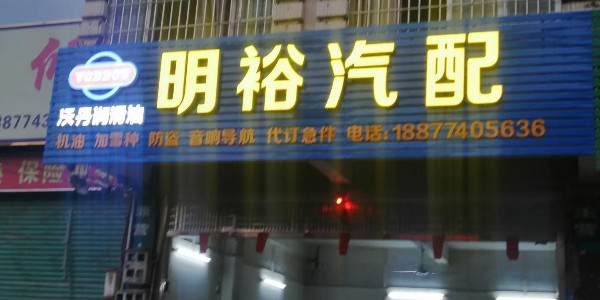 明裕汽配
沃丹润滑油
机油 加雪种 防盗 音响导航 代订急件 电话:18877405636
88774
保险